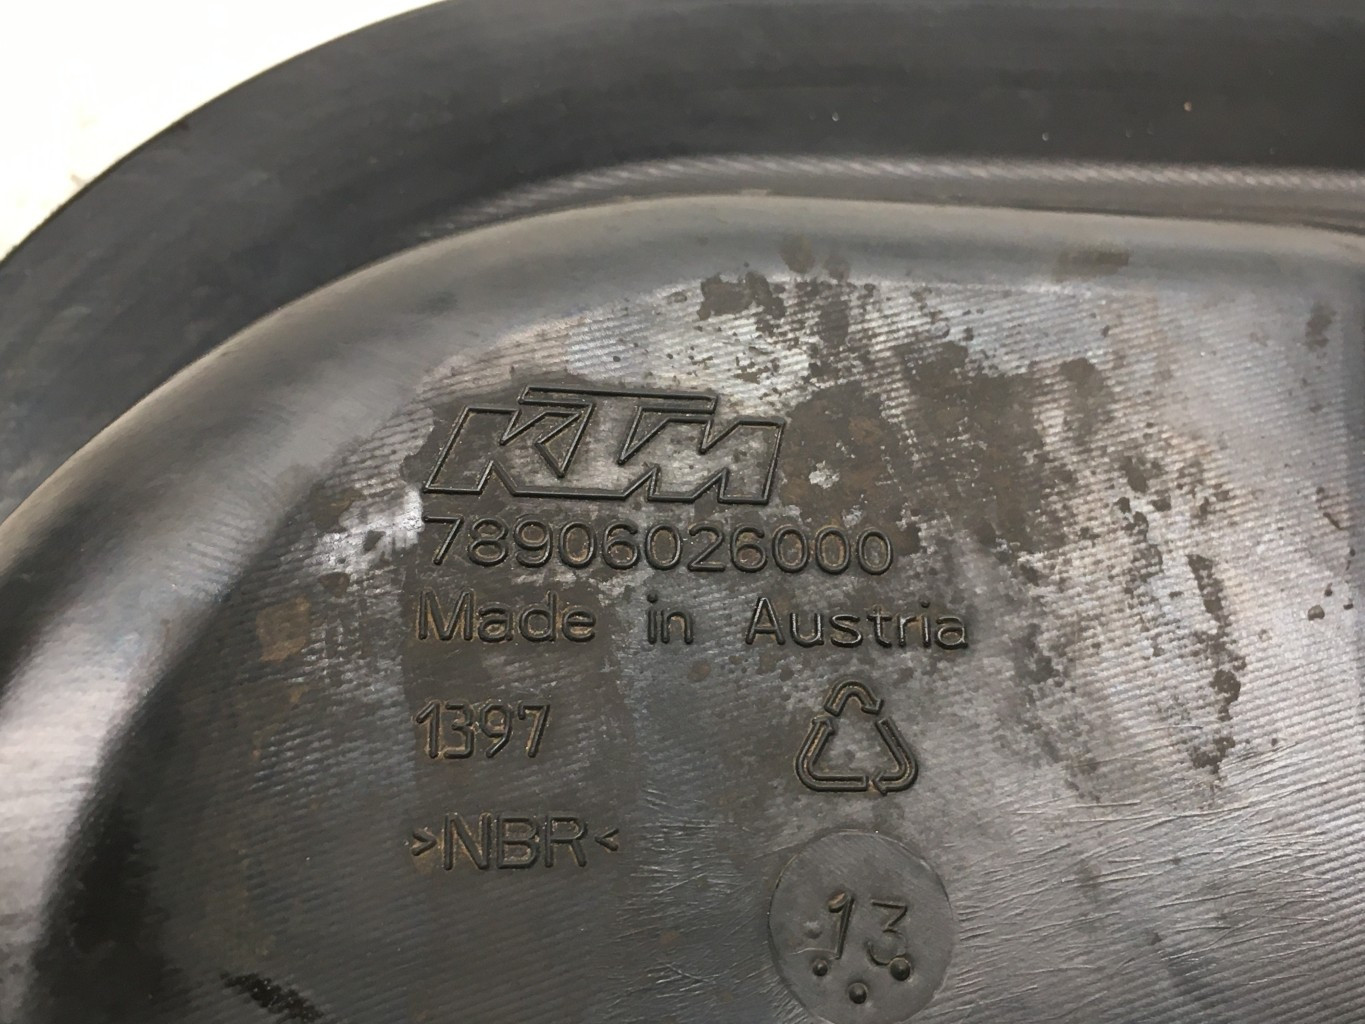 KTM
78906026000
Made in Austria
1397
>NBR<
13